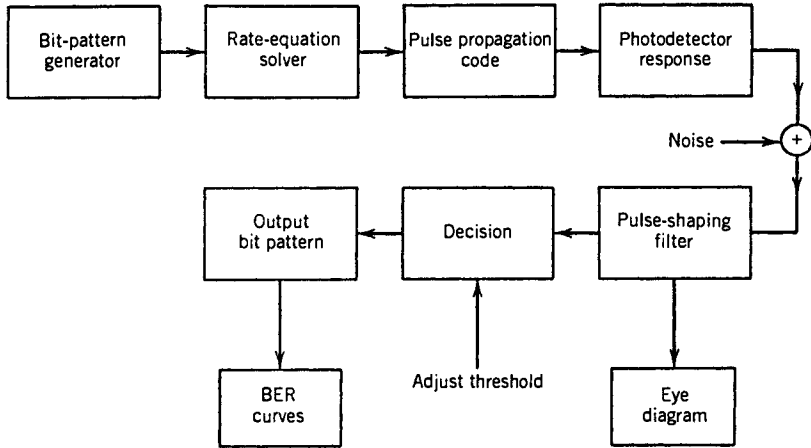 Bit-pattern
generator
Rate-equation
solver
Pulse propagation
code
Photodetector
response
Noise
+
Output
bit pattern
Decision
Pulse-shaping
filter
BER
curves
Adjust threshold
Eye
diagram